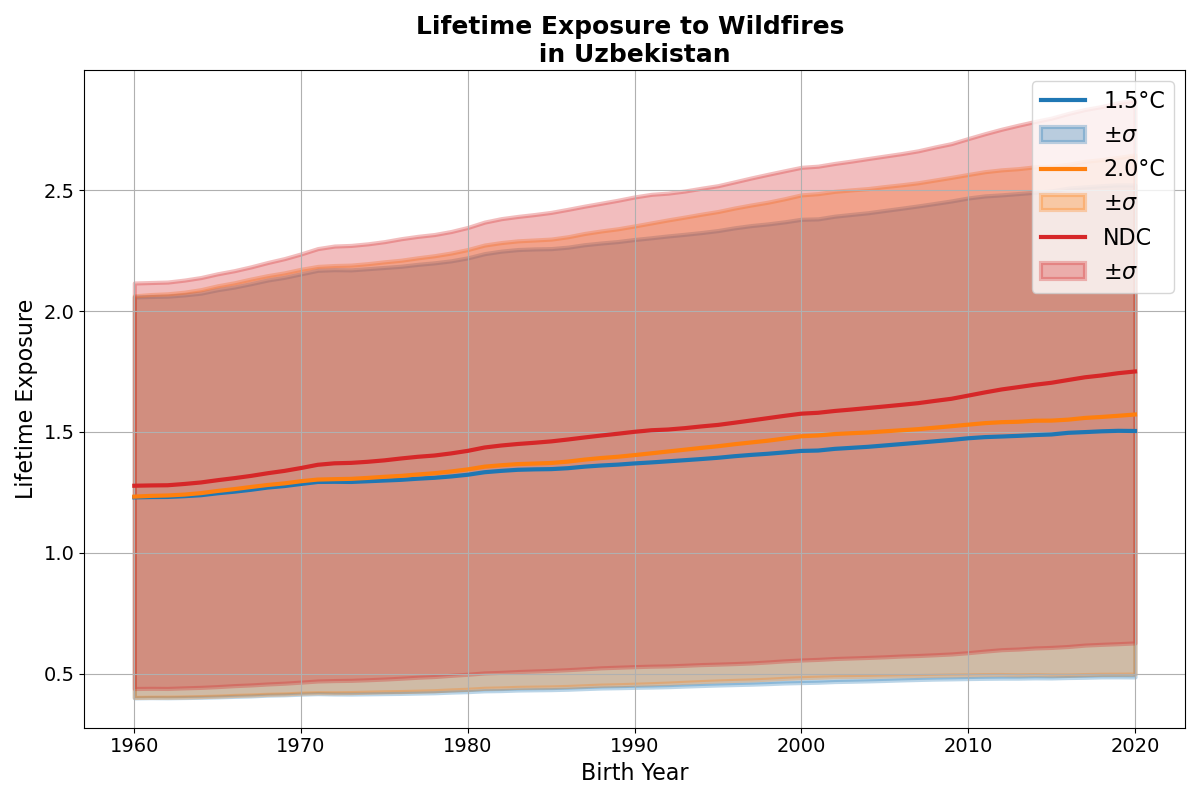 Lifetime Exposure to Wildfires
in Uzbekistan
Lifetime Exposure
2.5
2.0
1.5
1.0
0.5
1.5°C
±σ
2.0°C
±σ
NDC
±σ
1960
1970
1980
1990
2000
2010
2020
Birth Year